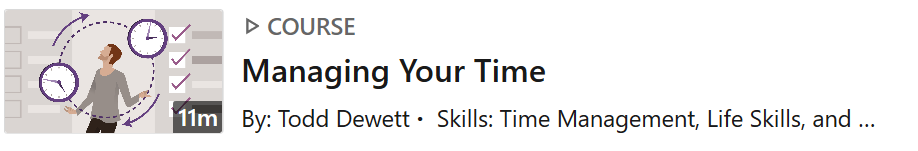 COURSE
Managing Your Time
11m
By: Todd Dewett • Skills: Time Management, Life Skills, and ...